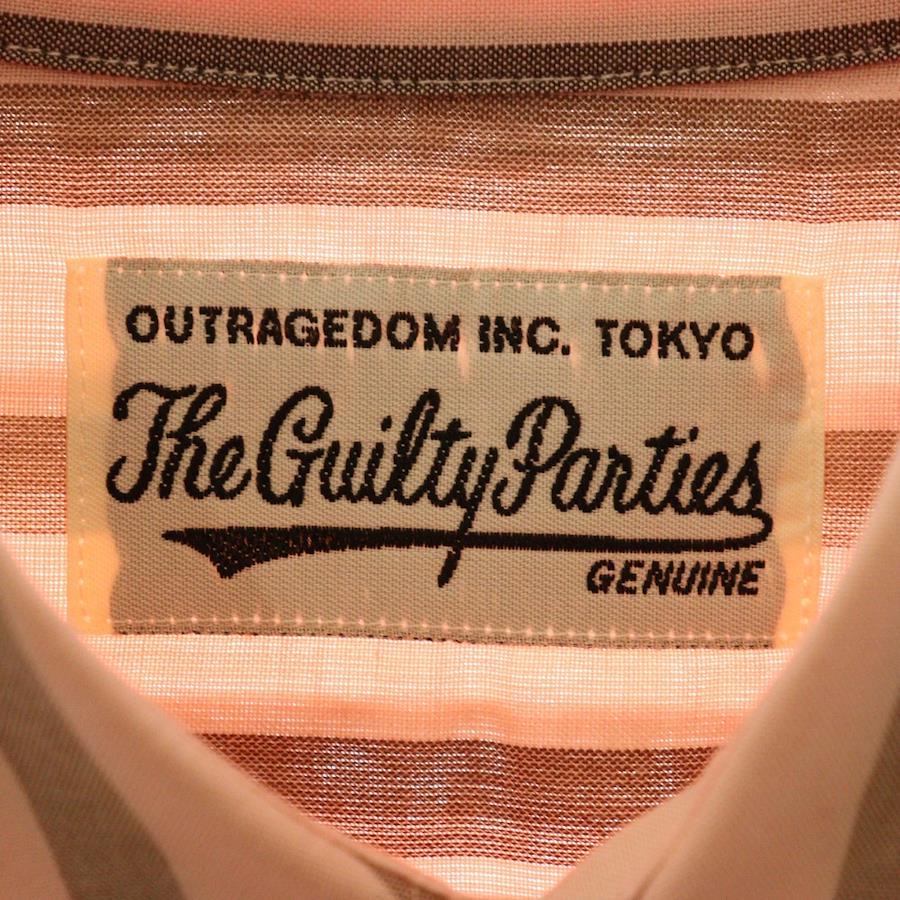 OUTRAGEDOM INC. TOKYO
The Guilty Parties
GENUINE